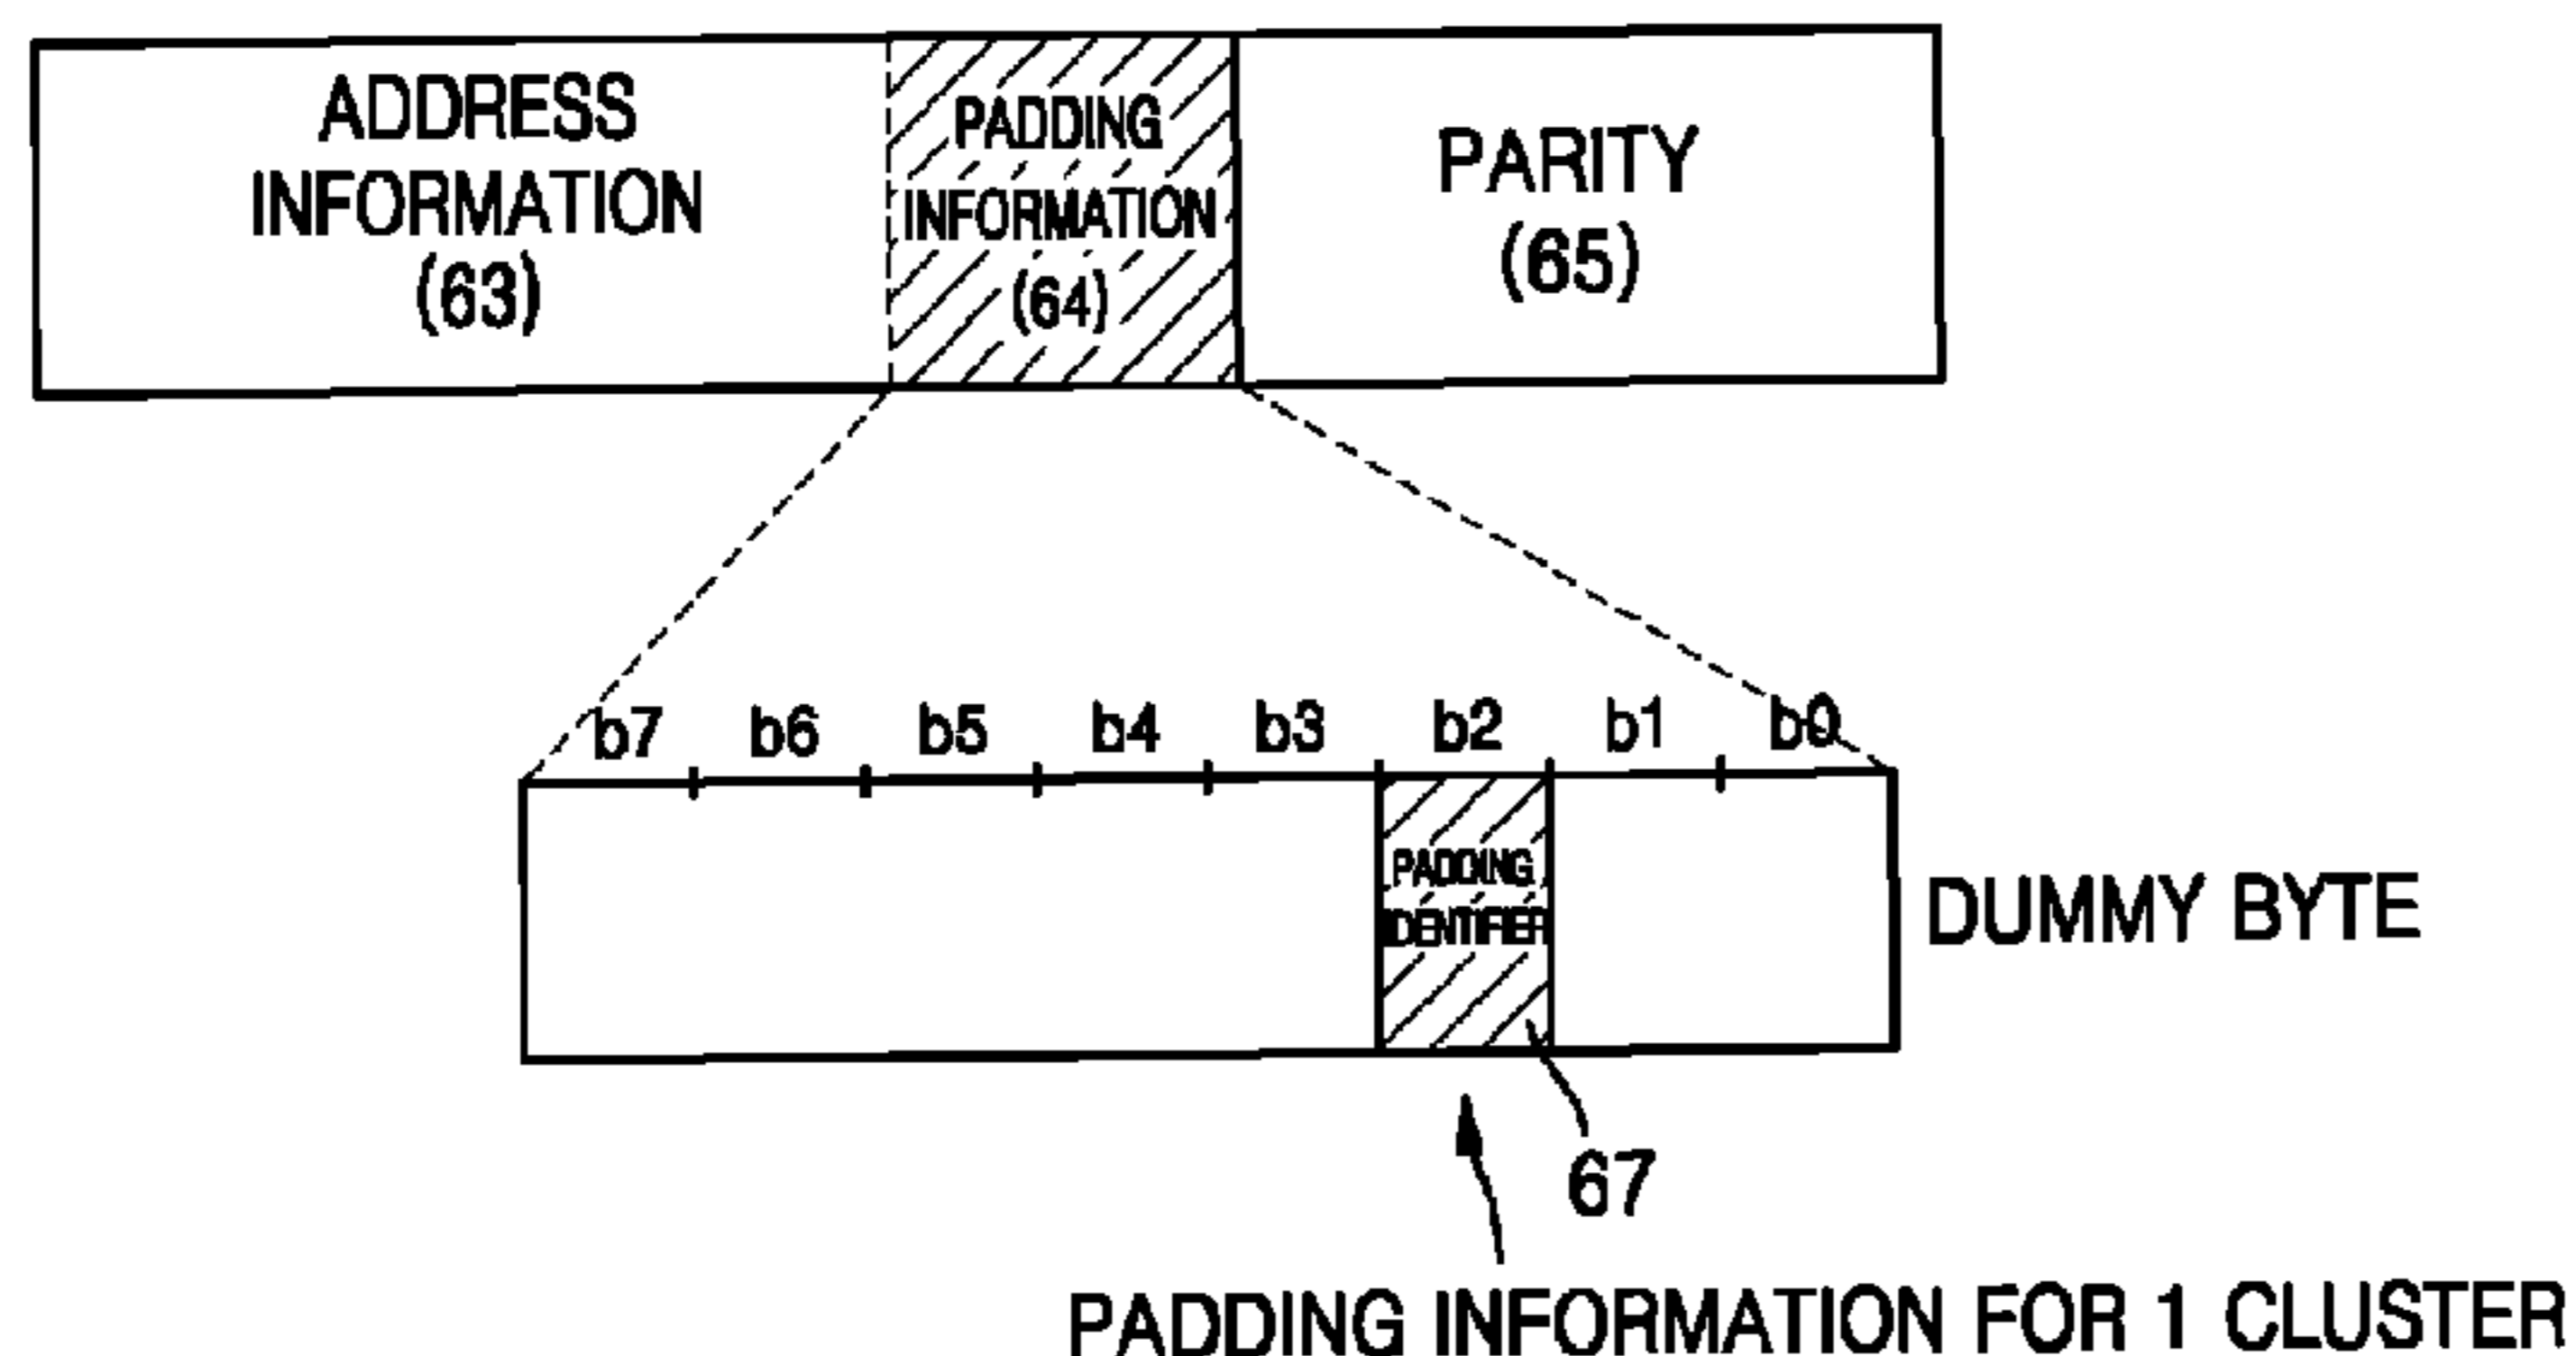 ADDRESS
INFORMATION
(63)
PADDING
INFORMATION
(64)
PARITY
(65)
b7 b6 b5 b4 b3 b2 b1 b0
PADDING
IDENTIFIER
DUMMY BYTE
67
PADDING INFORMATION FOR 1 CLUSTER